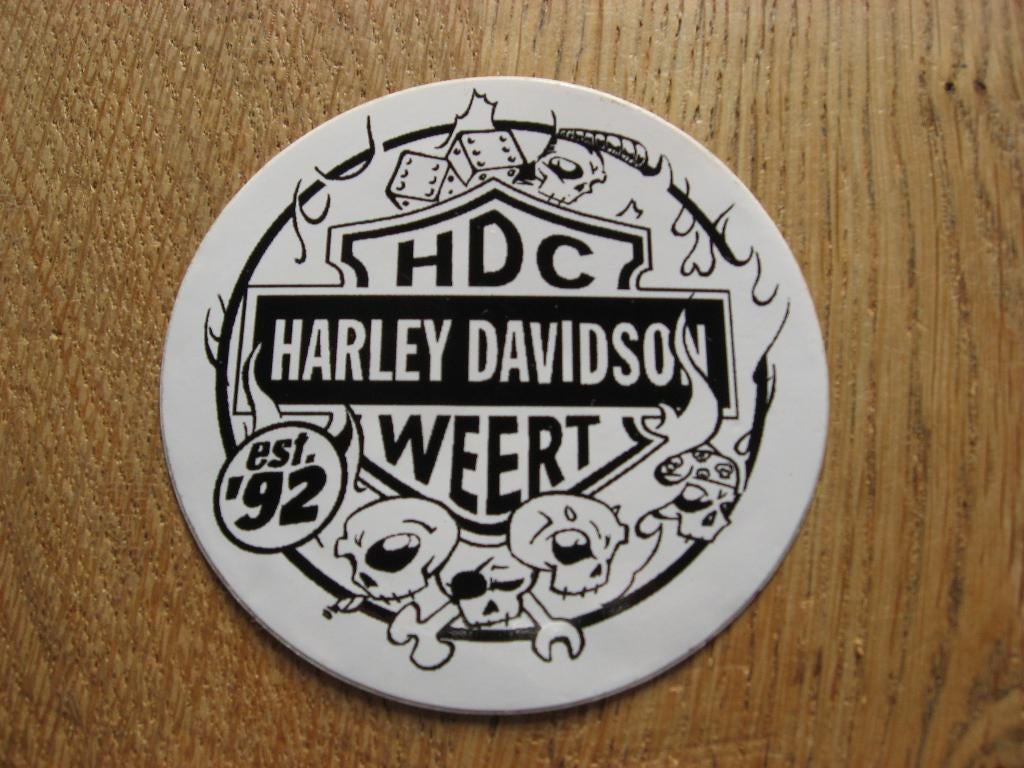 HDC
HARLEY DAVIDSON
WEERT
est.
'92